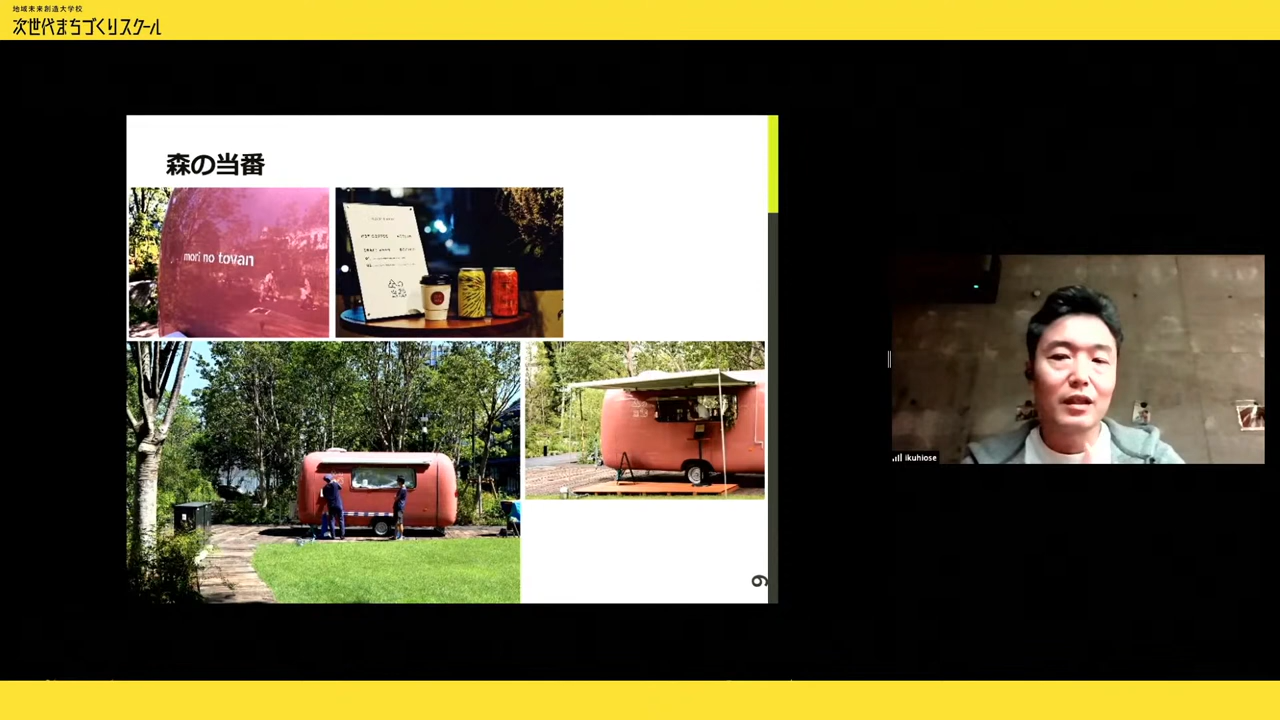 地域未来創造大学校
次世代まちづくりスクール
森の当番
mori no tovan
9
ikuhiose